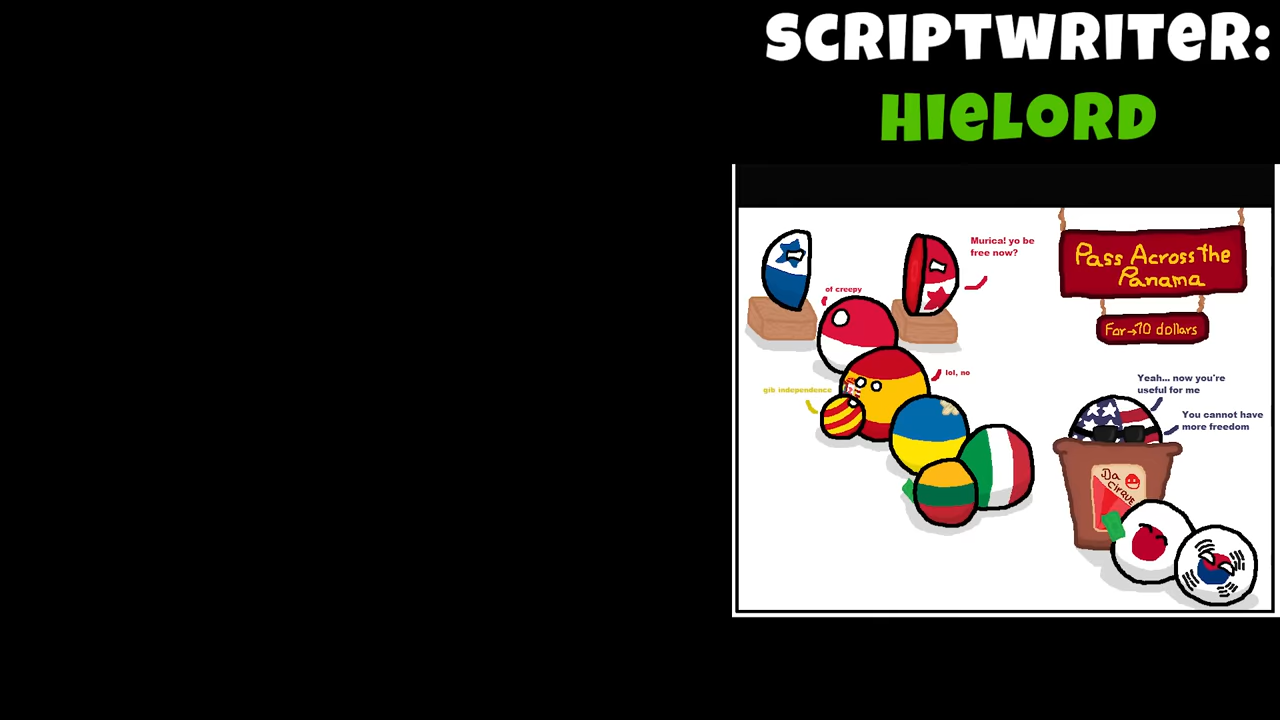 SCRIPTWRITER:
HIELORD
Murica! yo be
free now?
Pass Across the
Panama
of creepy
For→10 dollars
lol, no
Yeah... now you're
useful for me
gib independence
You cannot have
more freedom
Da
CIRQUE